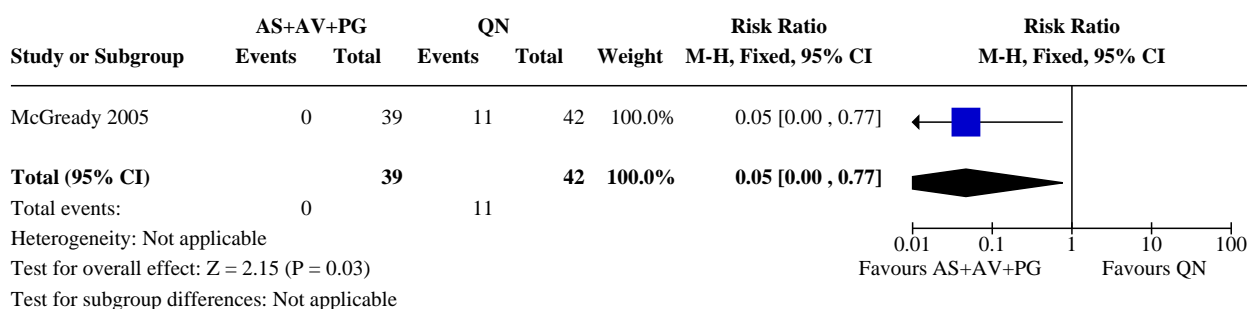 AS+AV+PG QN Risk Ratio Risk Ratio
Study or Subgroup Events Total Events Total Weight M-H, Fixed, 95% CI M-H, Fixed, 95% CI
McGready 2005 0 39 11 42 100.0% 0.05 [0.00 , 0.77]
Total (95% CI) 39 42 100.0% 0.05 [0.00 , 0.77]
Total events: 0 11
Heterogeneity: Not applicable
0.01 0.1 1 10 100
Test for overall effect: Z = 2.15 (P = 0.03) Favours AS+AV+PG Favours QN
Test for subgroup differences: Not applicable